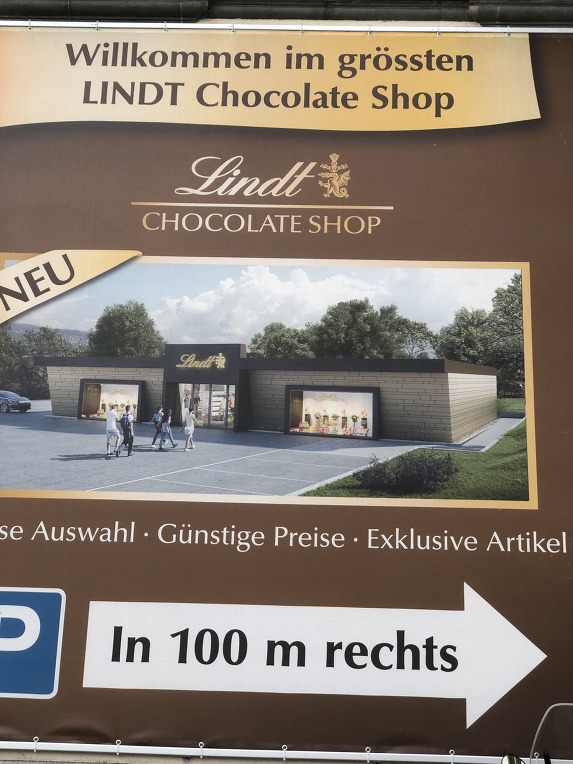 Willkommen im grössten
LINDT Chocolate Shop
Lindt
CHOCOLATE SHOP
NEU
Lindt
Auswahl · Günstige Preise · Exklusive Artikel
P
In 100 m rechts